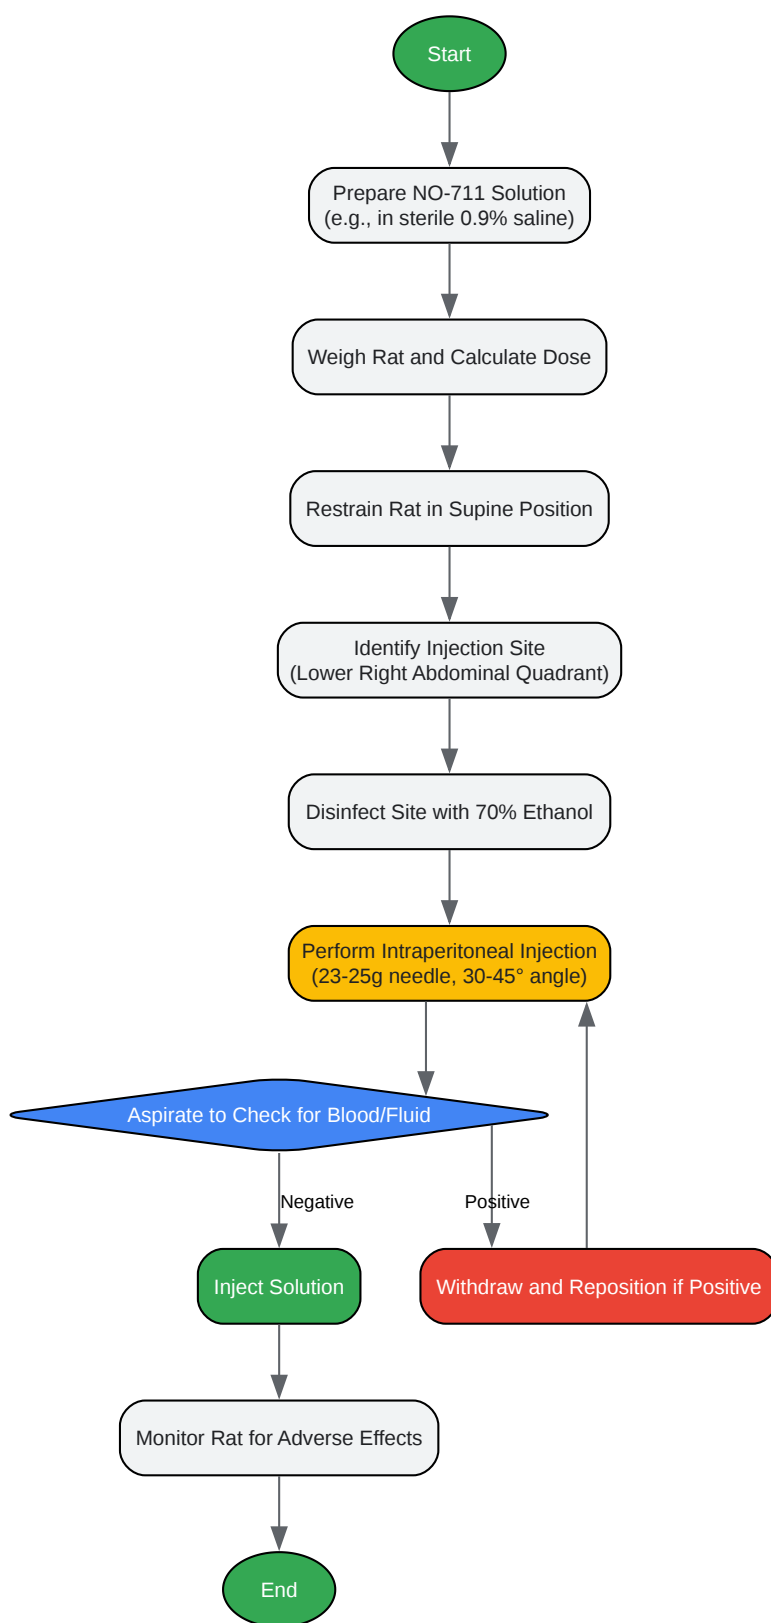 Start
Prepare NO-711 Solution
(e.g., in sterile 0.9% saline)
Weigh Rat and Calculate Dose
Restrain Rat in Supine Position
Identify Injection Site
(Lower Right Abdominal Quadrant)
Disinfect Site with 70% Ethanol
Perform Intraperitoneal Injection
(23-25g needle, 30-45° angle)
Aspirate to Check for Blood/Fluid
Negative
Positive
Inject Solution
Withdraw and Reposition if Positive
Monitor Rat for Adverse Effects
End